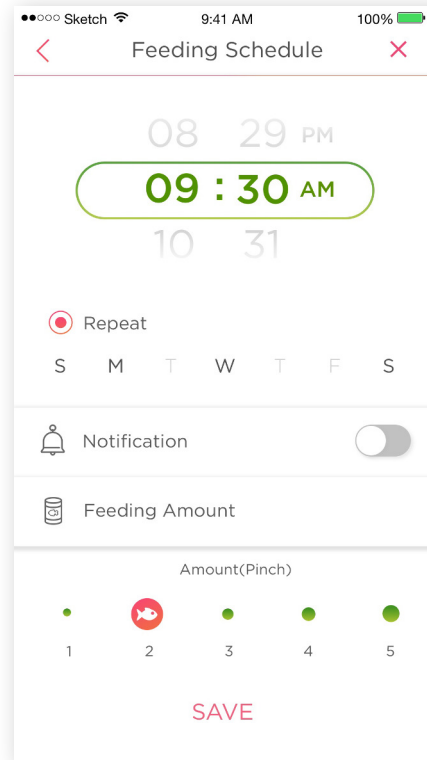 Sketch 9:41 AM 100%
Feeding Schedule
08 29 PM
09 : 30 AM
10 31
Repeat
S M T W T F S
Notification
Feeding Amount
Amount(Pinch)
1 2 3 4 5
SAVE